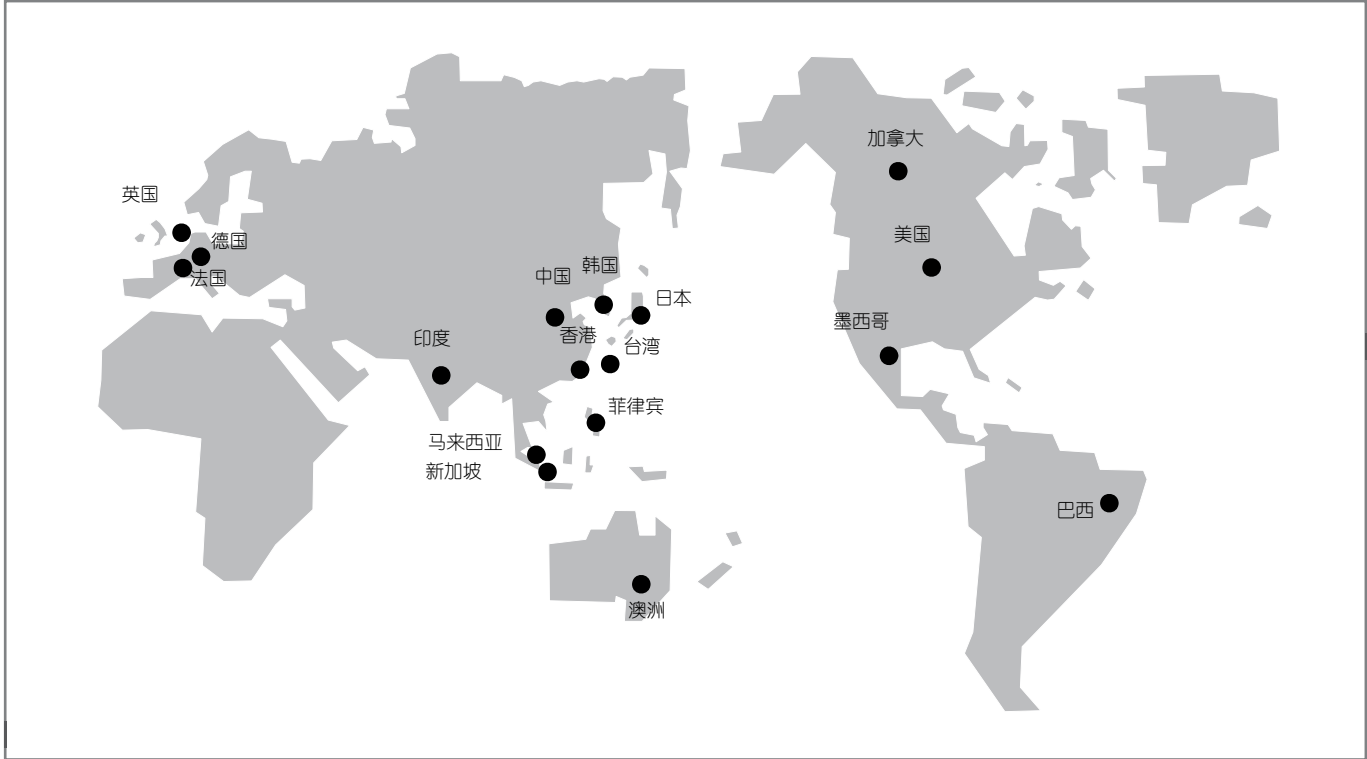 加拿大
英国
美国
德国
韩国
中国
法国
日本
墨西哥
香港
印度
台湾
菲律宾
马来西亚
新加坡
巴西
澳洲